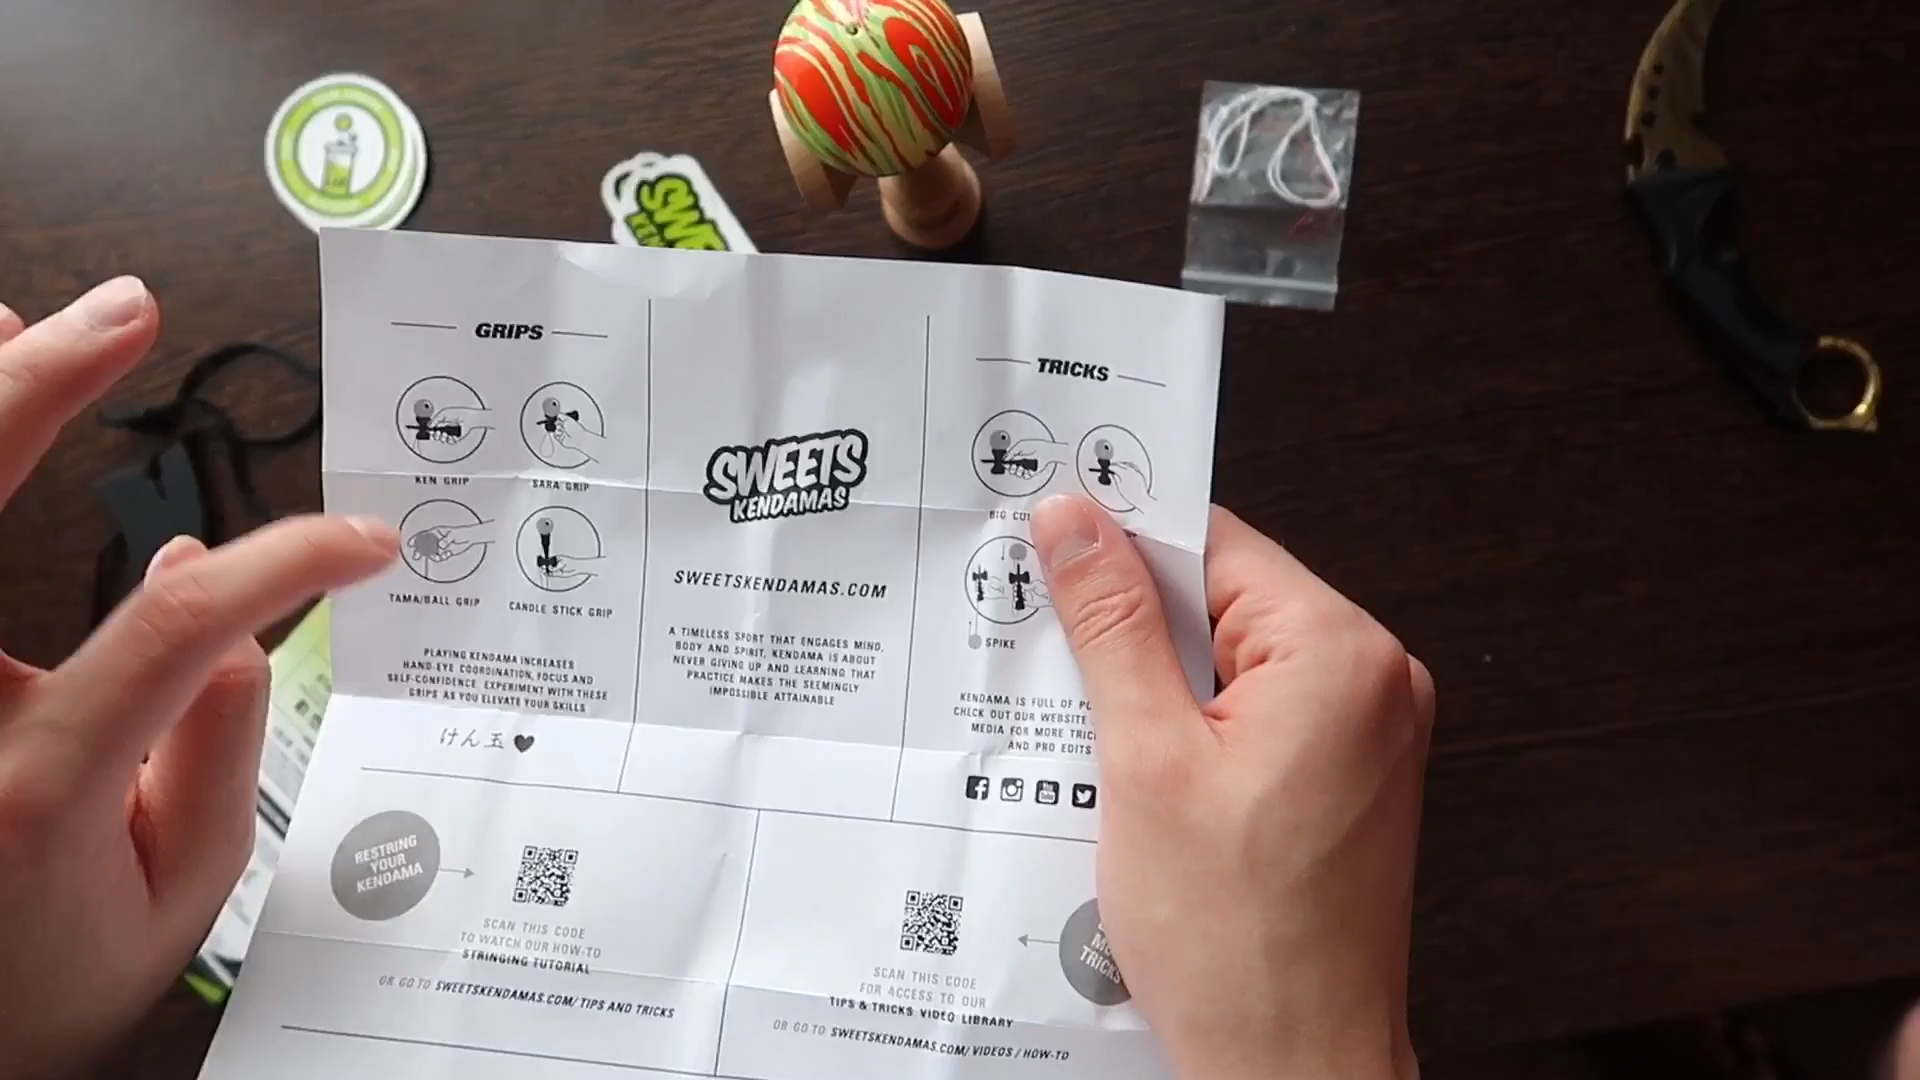 SWEETS
GRIPS
KEN GRIP
SARA GRIP
TAMA/BALL GRIP
CANDLE STICK GRIP
PLAYING KENDAMA INCREASES
HAND-EYE COORDINATION, FOCUS AND
SELF-CONFIDENCE. EXPERIMENT WITH THESE
GRIPS AS YOU ELEVATE YOUR SKILLS
けん玉
SWEETS
KENDAMAS
SWEETSKENDAMAS.COM
A TIMELESS SPORT THAT ENGAGES MIND,
BODY AND SPIRIT, KENDAMA IS ABOUT
NEVER GIVING UP AND LEARNING THAT
PRACTICE MAKES THE SEEMINGLY
IMPOSSIBLE ATTAINABLE
TRICKS
BIG
SPIKE
KENDAMA IS FULL OF
CHECK OUT OUR WEBSITE
MEDIA FOR MORE
AND PRO EDITS
RESTRING
YOUR
KENDAMA
SCAN THIS CODE
TO WATCH OUR HOW-TO
STRINGING TUTORIAL
OR GO TO SWEETSKENDAMAS.COM/ TIPS AND TRICKS
TRICKS
SCAN THIS CODE
FOR ACCESS TO OUR
TIPS & TRICKS VIDEO LIBRARY
OR GO TO SWEETSKENDAMAS.COM/ VIDEOS / HOW-TO